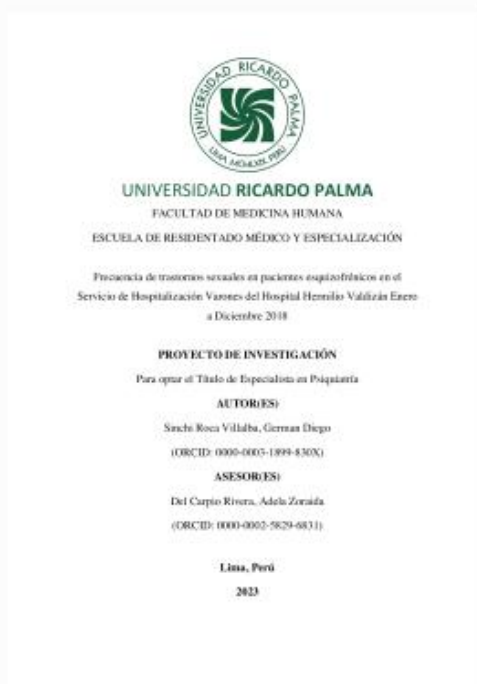 UNIVERSIDAD RICARDO PALMA
LIMA MCMLXIX PERU
UNIVERSIDAD RICARDO PALMA
FACULTAD DE MEDICINA HUMANA
ESCUELA DE RESIDENTADO MÉDICO Y ESPECIALIZACIÓN
Frecuencia de trastornos sexuales en pacientes esquizofrénicos en el
Servicio de Hospitalización Varones del Hospital Hermilio Valdizán Enero
a Diciembre 2018
PROYECTO DE INVESTIGACIÓN
Para optar el Título de Especialista en Psiquiatría
AUTOR(ES)
Sinchi Roca Villalba, German Diego
(ORCID: 0000-0003-1899-830X)
ASESOR(ES)
Del Carpio Rivera, Adela Zoraida
(ORCID: 0000-0002-5829-6831)
Lima, Perú
2023